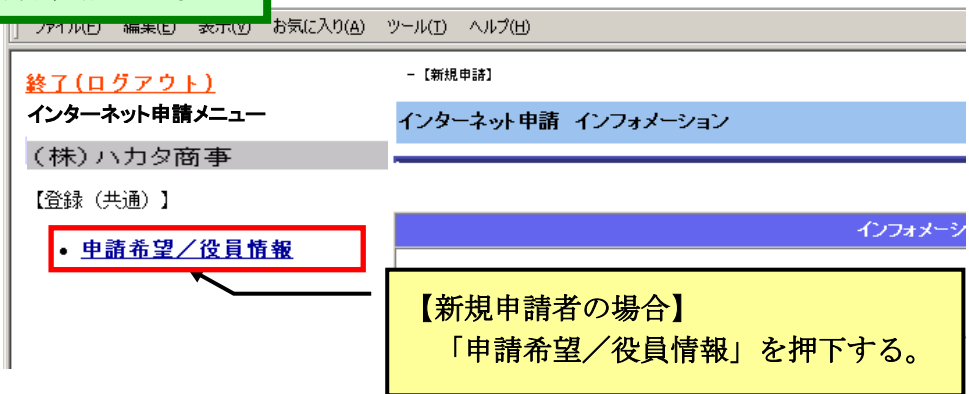 ファイル(F) 編集(E) 表示(V) お気に入り(A) ツール(T) ヘルプ(H)
終了(ログアウト)
インターネット申請メニュー
(株)ハカタ商事
【登録（共通）】
• 申請希望／役員情報
－【新規申請】
インターネット申請 インフォメーション
インフォメーシ
【新規申請者の場合】
「申請希望／役員情報」を押下する。